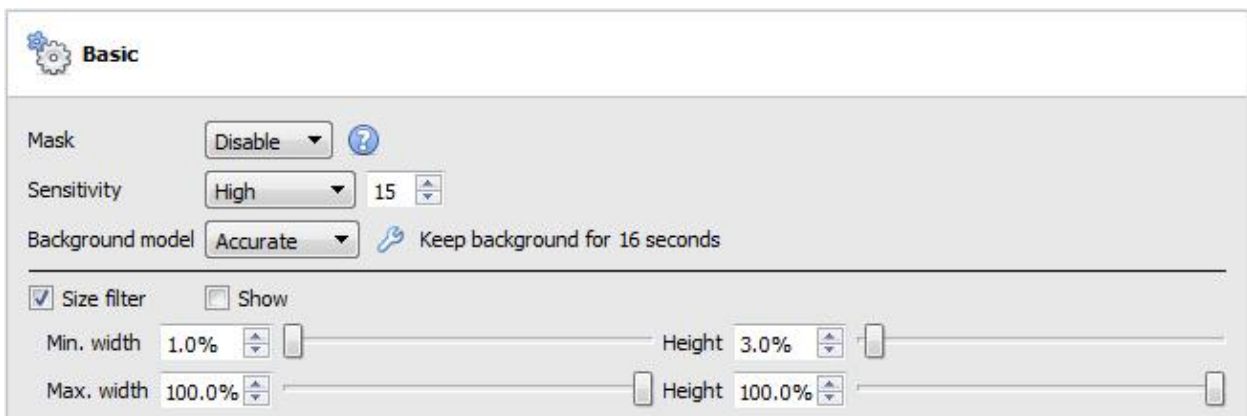 Basic
Mask Disable
Sensitivity High 15
Background model Accurate Keep background for 16 seconds
Size filter Show
Min. width 1.0% Height 3.0%
Max. width 100.0% Height 100.0%